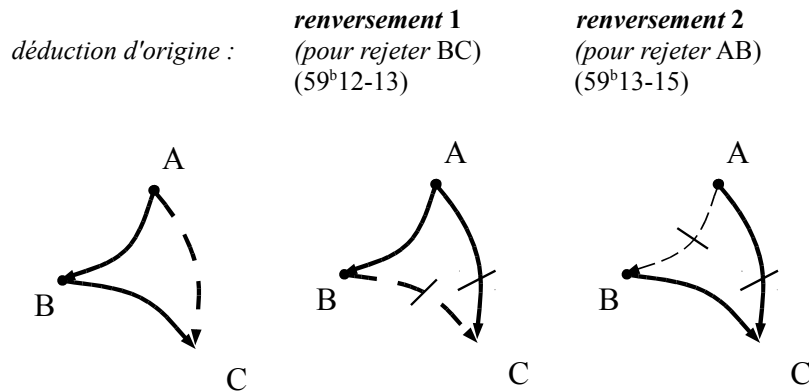 déduction d'origine :
renversement 1
(pour rejeter BC)
(59ᵇ12-13)
renversement 2
(pour rejeter AB)
(59ᵇ13-15)
A
B
C
A
B
C
A
B
C